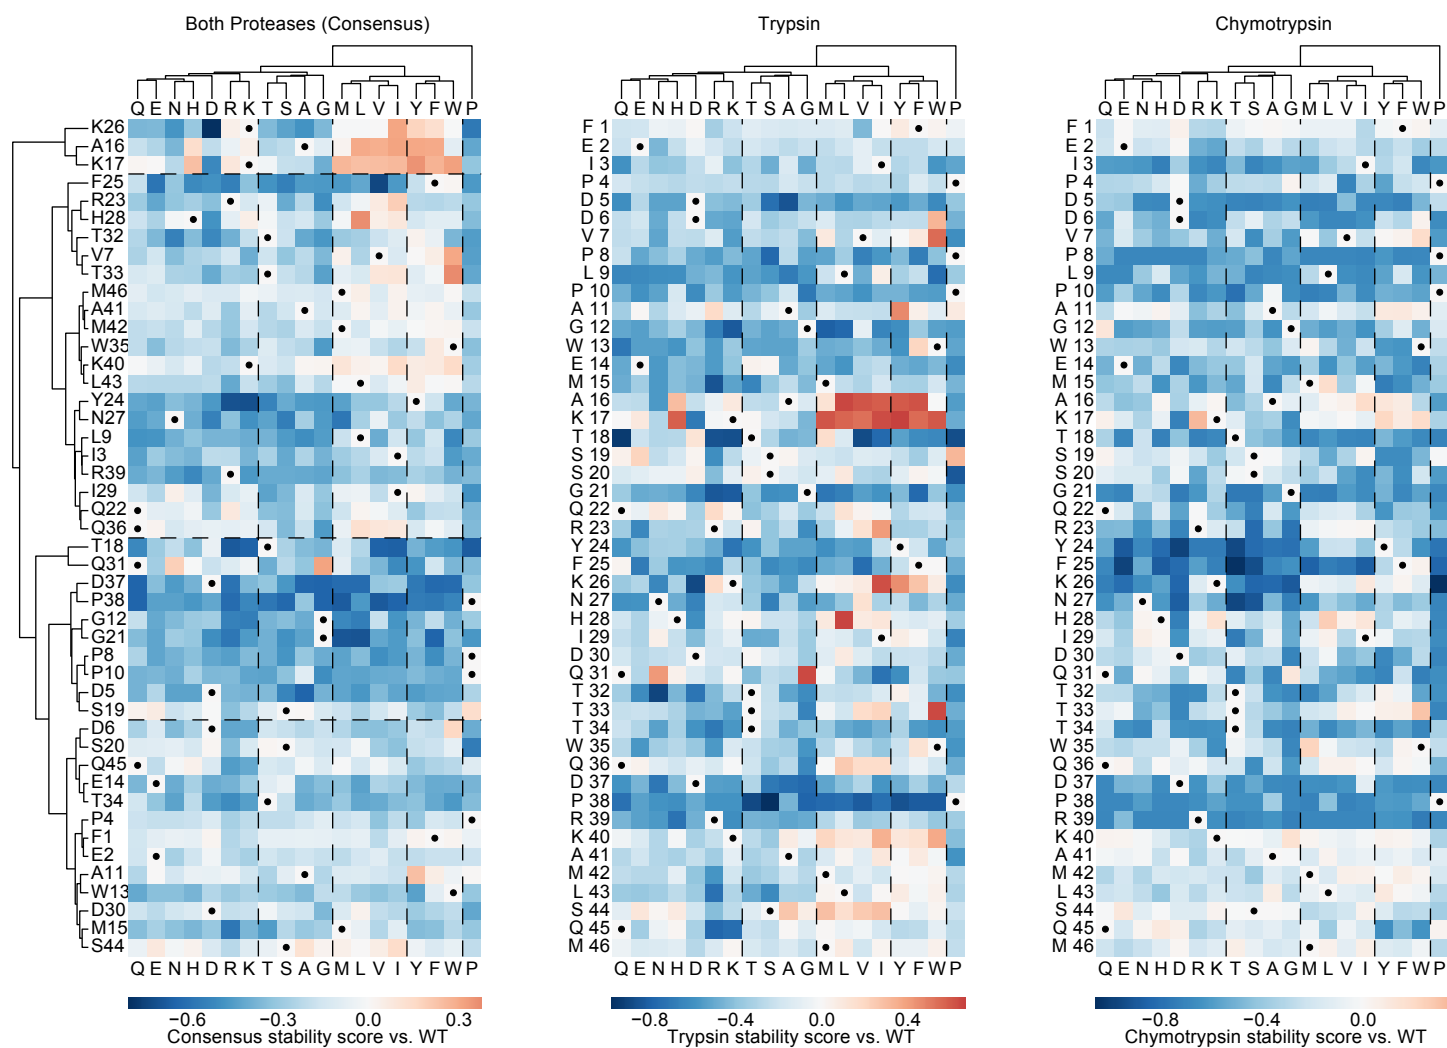 Both Proteases (Consensus)
Trypsin
Chymotrypsin
Q E N H D R K T S A G M L V I Y F W P
Q E N H D R K T S A G M L V I Y F W P
Q E N H D R K T S A G M L V I Y F W P
K26 F 1 F 1
A16 E 2 E 2
K17 I 3 I 3
F25 P 4 P 4
R23 D 5 D 5
H28 D 6 D 6
T32 V 7 V 7
V7 P 8 P 8
T33 L 9 L 9
M46 P 10 P 10
A41 A 11 A 11
M42 G 12 G 12
W35 W 13 W 13
K40 E 14 E 14
L43 M 15 M 15
Y24 A 16 A 16
N27 K 17 K 17
L9 T 18 T 18
I3 S 19 S 19
R39 S 20 S 20
I29 G 21 G 21
Q22 Q 22 Q 22
Q36 R 23 R 23
T18 Y 24 Y 24
Q31 F 25 F 25
D37 K 26 K 26
P38 N 27 N 27
G12 H 28 H 28
G21 I 29 I 29
P8 D 30 D 30
P10 Q 31 Q 31
D5 T 32 T 32
S19 T 33 T 33
D6 T 34 T 34
S20 W 35 W 35
Q45 Q 36 Q 36
E14 D 37 D 37
T34 P 38 P 38
P4 R 39 R 39
F1 K 40 K 40
E2 A 41 A 41
A11 M 42 M 42
W13 L 43 L 43
D30 S 44 S 44
M15 Q 45 Q 45
S44 M 46 M 46
Q E N H D R K T S A G M L V I Y F W P
Q E N H D R K T S A G M L V I Y F W P
Q E N H D R K T S A G M L V I Y F W P
−0.6 −0.3 0.0 0.3
−0.8 −0.4 0.0 0.4
−0.8 −0.4 0.0
Consensus stability score vs. WT
Trypsin stability score vs. WT
Chymotrypsin stability score vs. WT